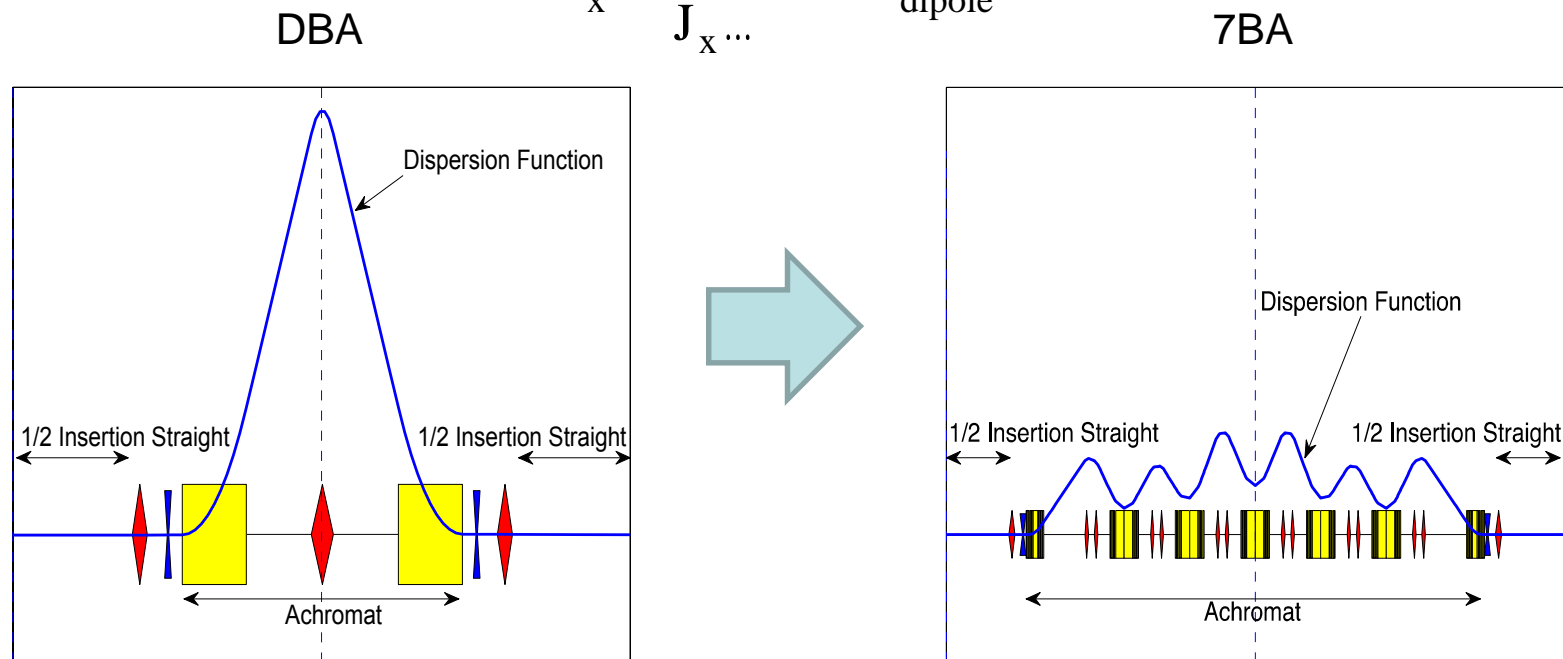 x dipole
DBA J x ... 7BA
Dispersion Function
Dispersion Function
1/2 Insertion Straight 1/2 Insertion Straight
1/2 Insertion Straight 1/2 Insertion Straight
Achromat
Achromat